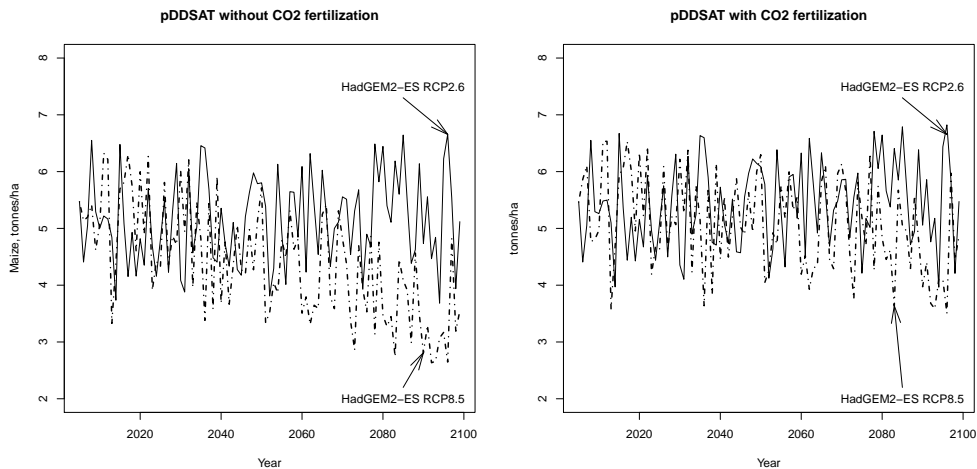 pDDSAT without CO2 fertilization
Maize, tonnes/ha
8
7
6
5
4
3
2
HadGEM2−ES RCP2.6
HadGEM2−ES RCP8.5
2020 2040 2060 2080 2100
Year
pDDSAT with CO2 fertilization
tonnes/ha
8
7
6
5
4
3
2
HadGEM2−ES RCP2.6
HadGEM2−ES RCP8.5
2020 2040 2060 2080 2100
Year